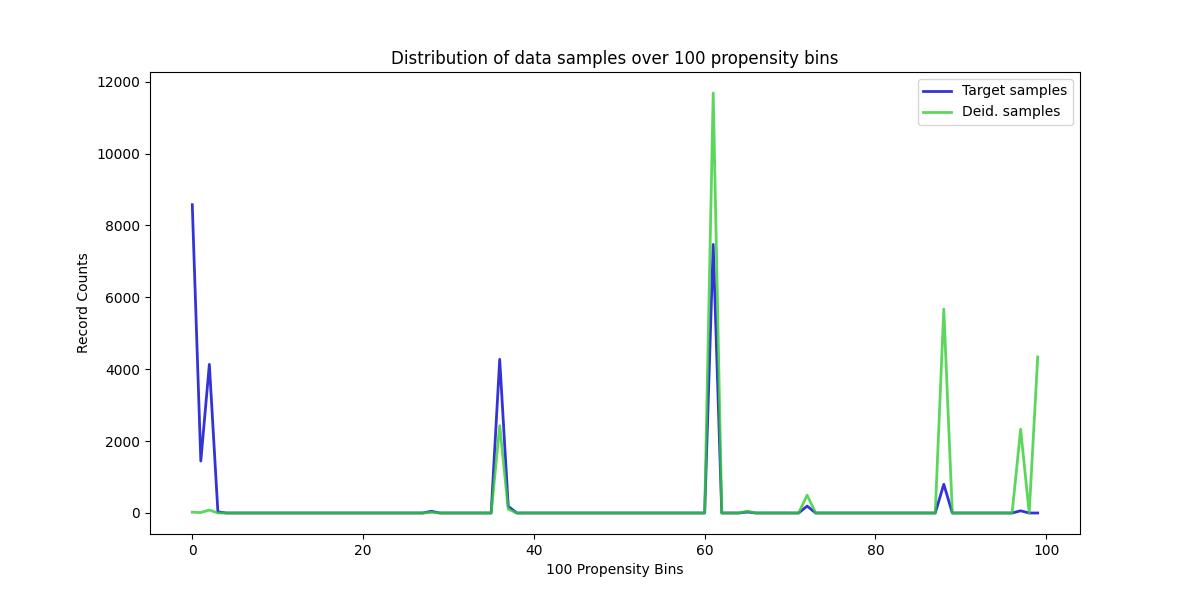 Distribution of data samples over 100 propensity bins
Target samples
Deid. samples
12000
10000
8000
6000
4000
2000
0
Record Counts
0 20 40 60 80 100
100 Propensity Bins